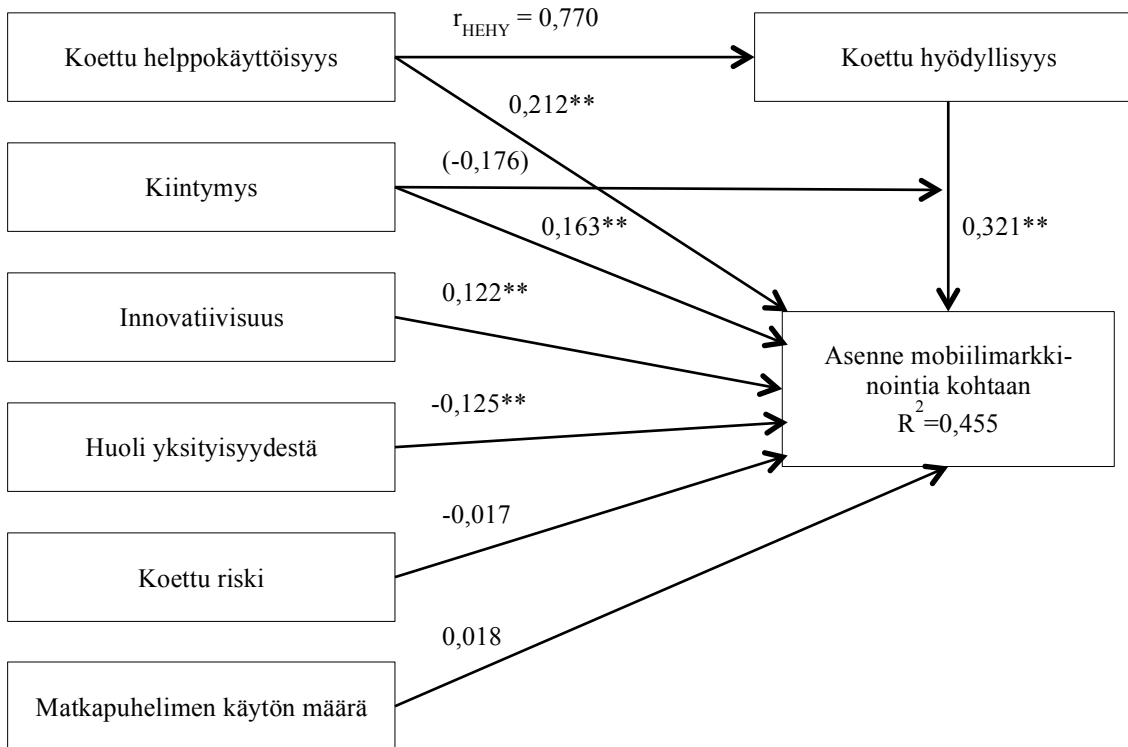 r_HEHY = 0,770
Koettu helppokäyttöisyys
Koettu hyödyllisyys
0,212**
(-0,176)
Kiintymys
0,163**
0,321**
0,122**
Innovatiivisuus
Asenne mobiilimarkki-
nointia kohtaan
R²=0,455
-0,125**
Huoli yksityisyydestä
-0,017
Koettu riski
0,018
Matkapuhelimen käytön määrä